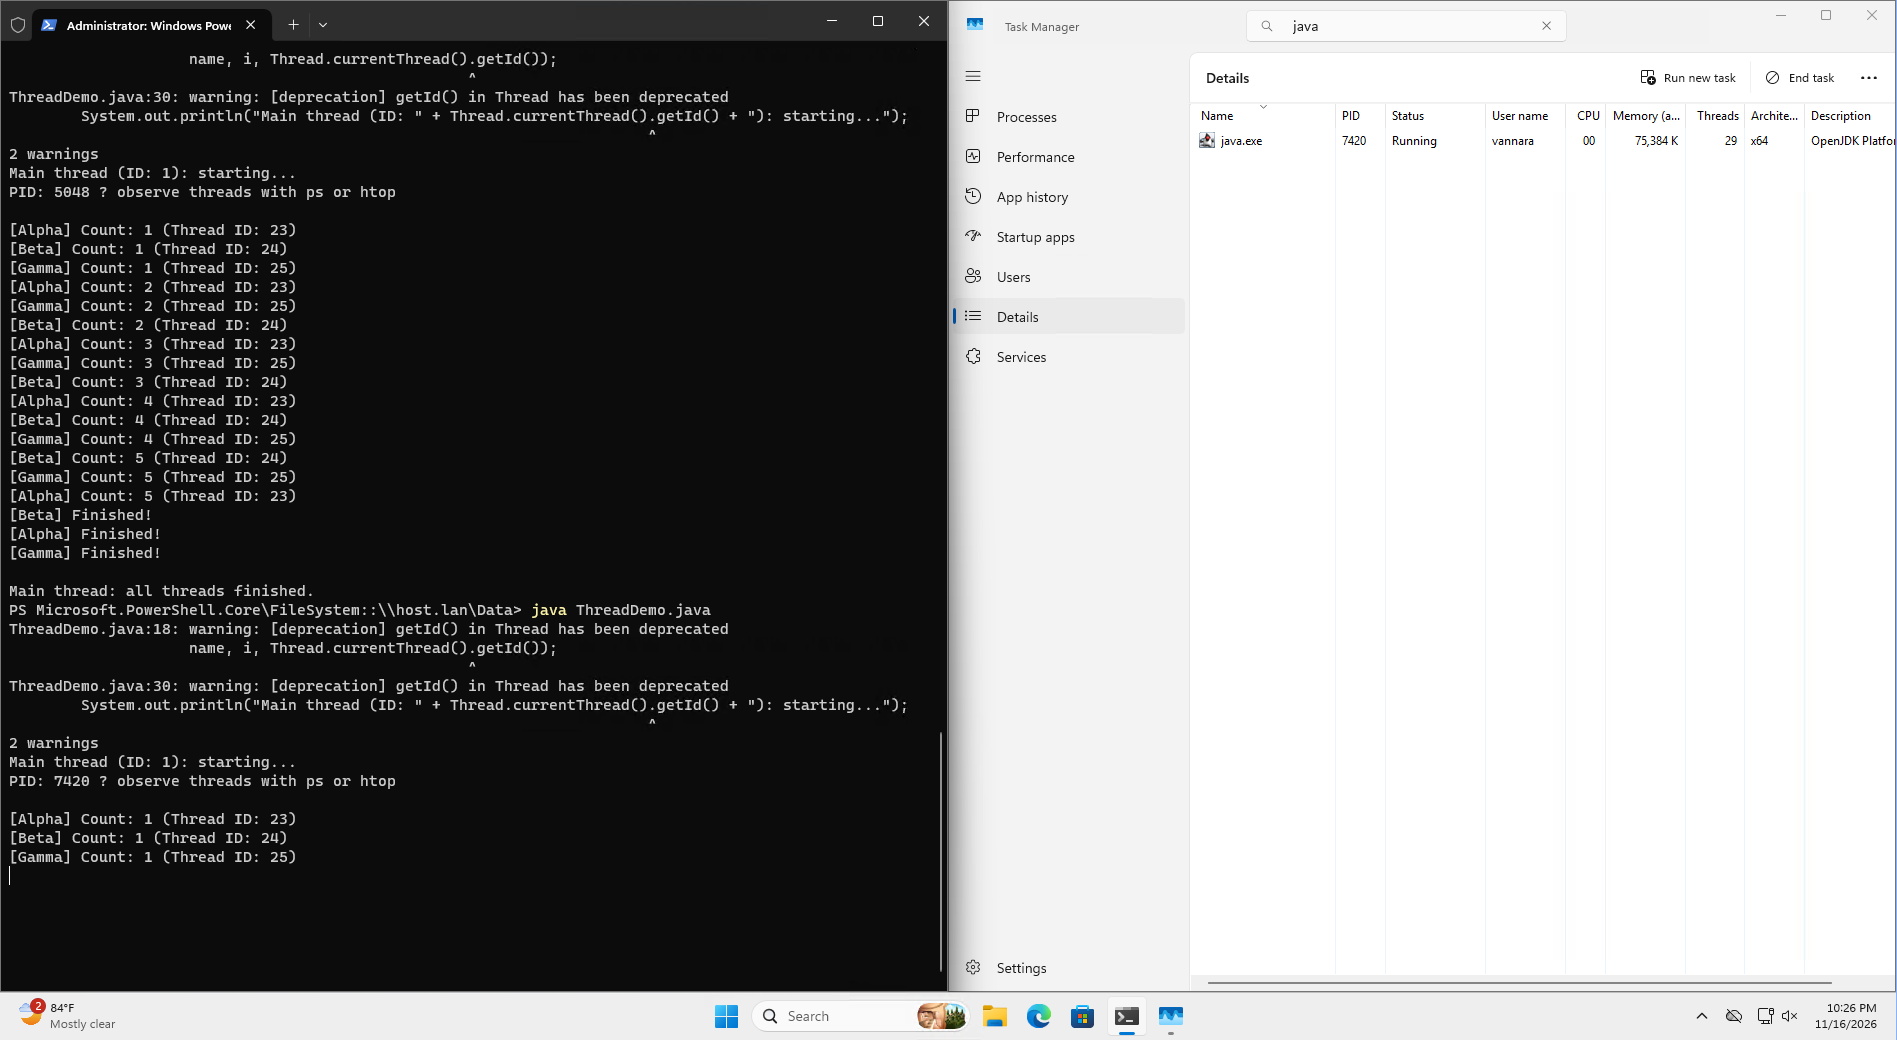 Administrator: Windows Powe
                    name, i, Thread.currentThread().getId());
                                                   ^
ThreadDemo.java:30: warning: [deprecation] getId() in Thread has been deprecated
        System.out.println("Main thread (ID: " + Thread.currentThread().getId() + "): starting...");
                                                                       ^
2 warnings
Main thread (ID: 1): starting...
PID: 5048 ? observe threads with ps or htop
[Alpha] Count: 1 (Thread ID: 23)
[Beta] Count: 1 (Thread ID: 24)
[Gamma] Count: 1 (Thread ID: 25)
[Alpha] Count: 2 (Thread ID: 23)
[Gamma] Count: 2 (Thread ID: 25)
[Beta] Count: 2 (Thread ID: 24)
[Alpha] Count: 3 (Thread ID: 23)
[Gamma] Count: 3 (Thread ID: 25)
[Beta] Count: 3 (Thread ID: 24)
[Alpha] Count: 4 (Thread ID: 23)
[Beta] Count: 4 (Thread ID: 24)
[Gamma] Count: 4 (Thread ID: 25)
[Beta] Count: 5 (Thread ID: 24)
[Gamma] Count: 5 (Thread ID: 25)
[Alpha] Count: 5 (Thread ID: 23)
[Beta] Finished!
[Alpha] Finished!
[Gamma] Finished!
Main thread: all threads finished.
PS Microsoft.PowerShell.Core\FileSystem::\\host.lan\Data> java ThreadDemo.java
ThreadDemo.java:18: warning: [deprecation] getId() in Thread has been deprecated
                    name, i, Thread.currentThread().getId());
                                                   ^
ThreadDemo.java:30: warning: [deprecation] getId() in Thread has been deprecated
        System.out.println("Main thread (ID: " + Thread.currentThread().getId() + "): starting...");
                                                                       ^
2 warnings
Main thread (ID: 1): starting...
PID: 7420 ? observe threads with ps or htop
[Alpha] Count: 1 (Thread ID: 23)
[Beta] Count: 1 (Thread ID: 24)
[Gamma] Count: 1 (Thread ID: 25)
Task Manager
java
Processes
Performance
App history
Startup apps
Users
Details
Services
Settings
Details
Run new task
End task
Name PID Status User name CPU Memory (a... Threads Archite... Description
java.exe 7420 Running vannara 00 75,384 K 29 x64 OpenJDK Platfor
2
84°F
Mostly clear
Search
10:26 PM
11/16/2026